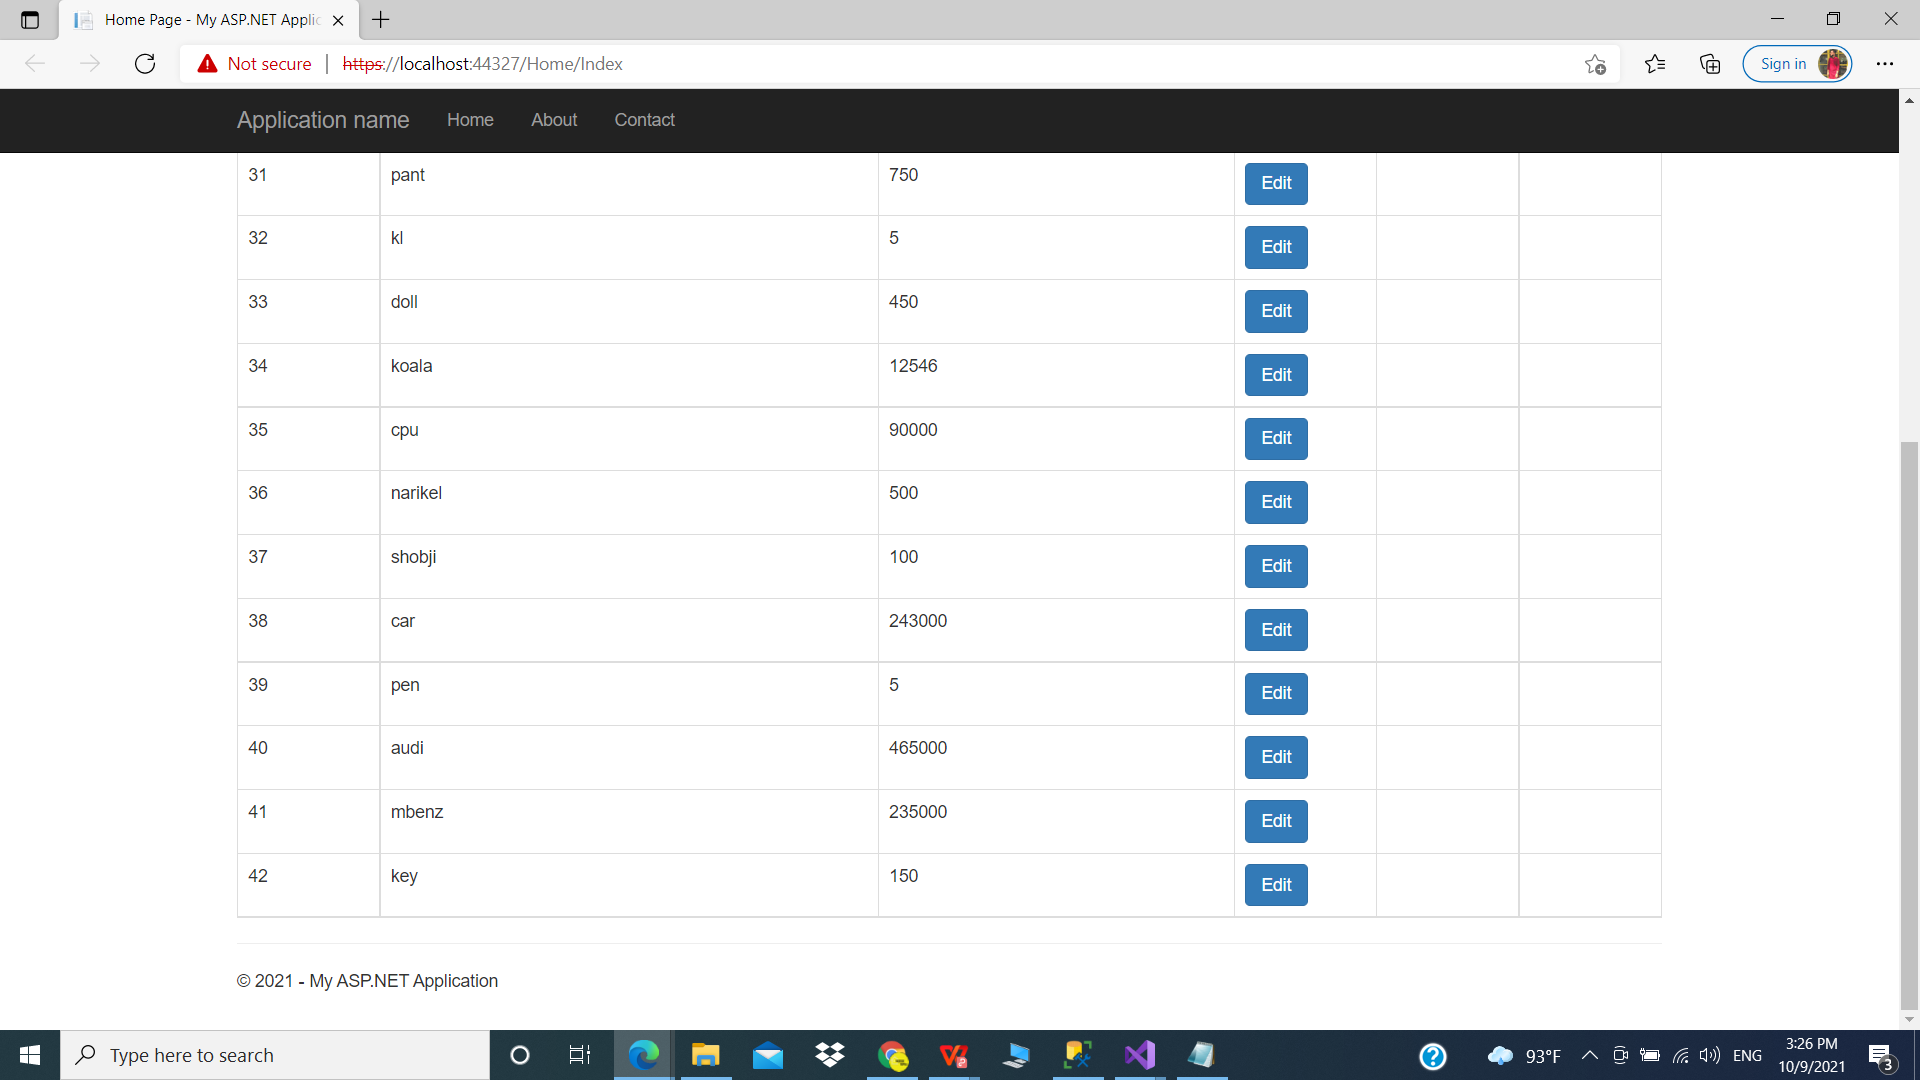 Home Page - My ASP.NET Applic
Not secure https://localhost:44327/Home/Index Sign in
Application name Home About Contact
31 pant 750 Edit
32 kl 5 Edit
33 doll 450 Edit
34 koala 12546 Edit
35 cpu 90000 Edit
36 narikel 500 Edit
37 shobji 100 Edit
38 car 243000 Edit
39 pen 5 Edit
40 audi 465000 Edit
41 mbenz 235000 Edit
42 key 150 Edit
© 2021 - My ASP.NET Application
Type here to search 93°F ENG 3:26 PM 3
10/9/2021